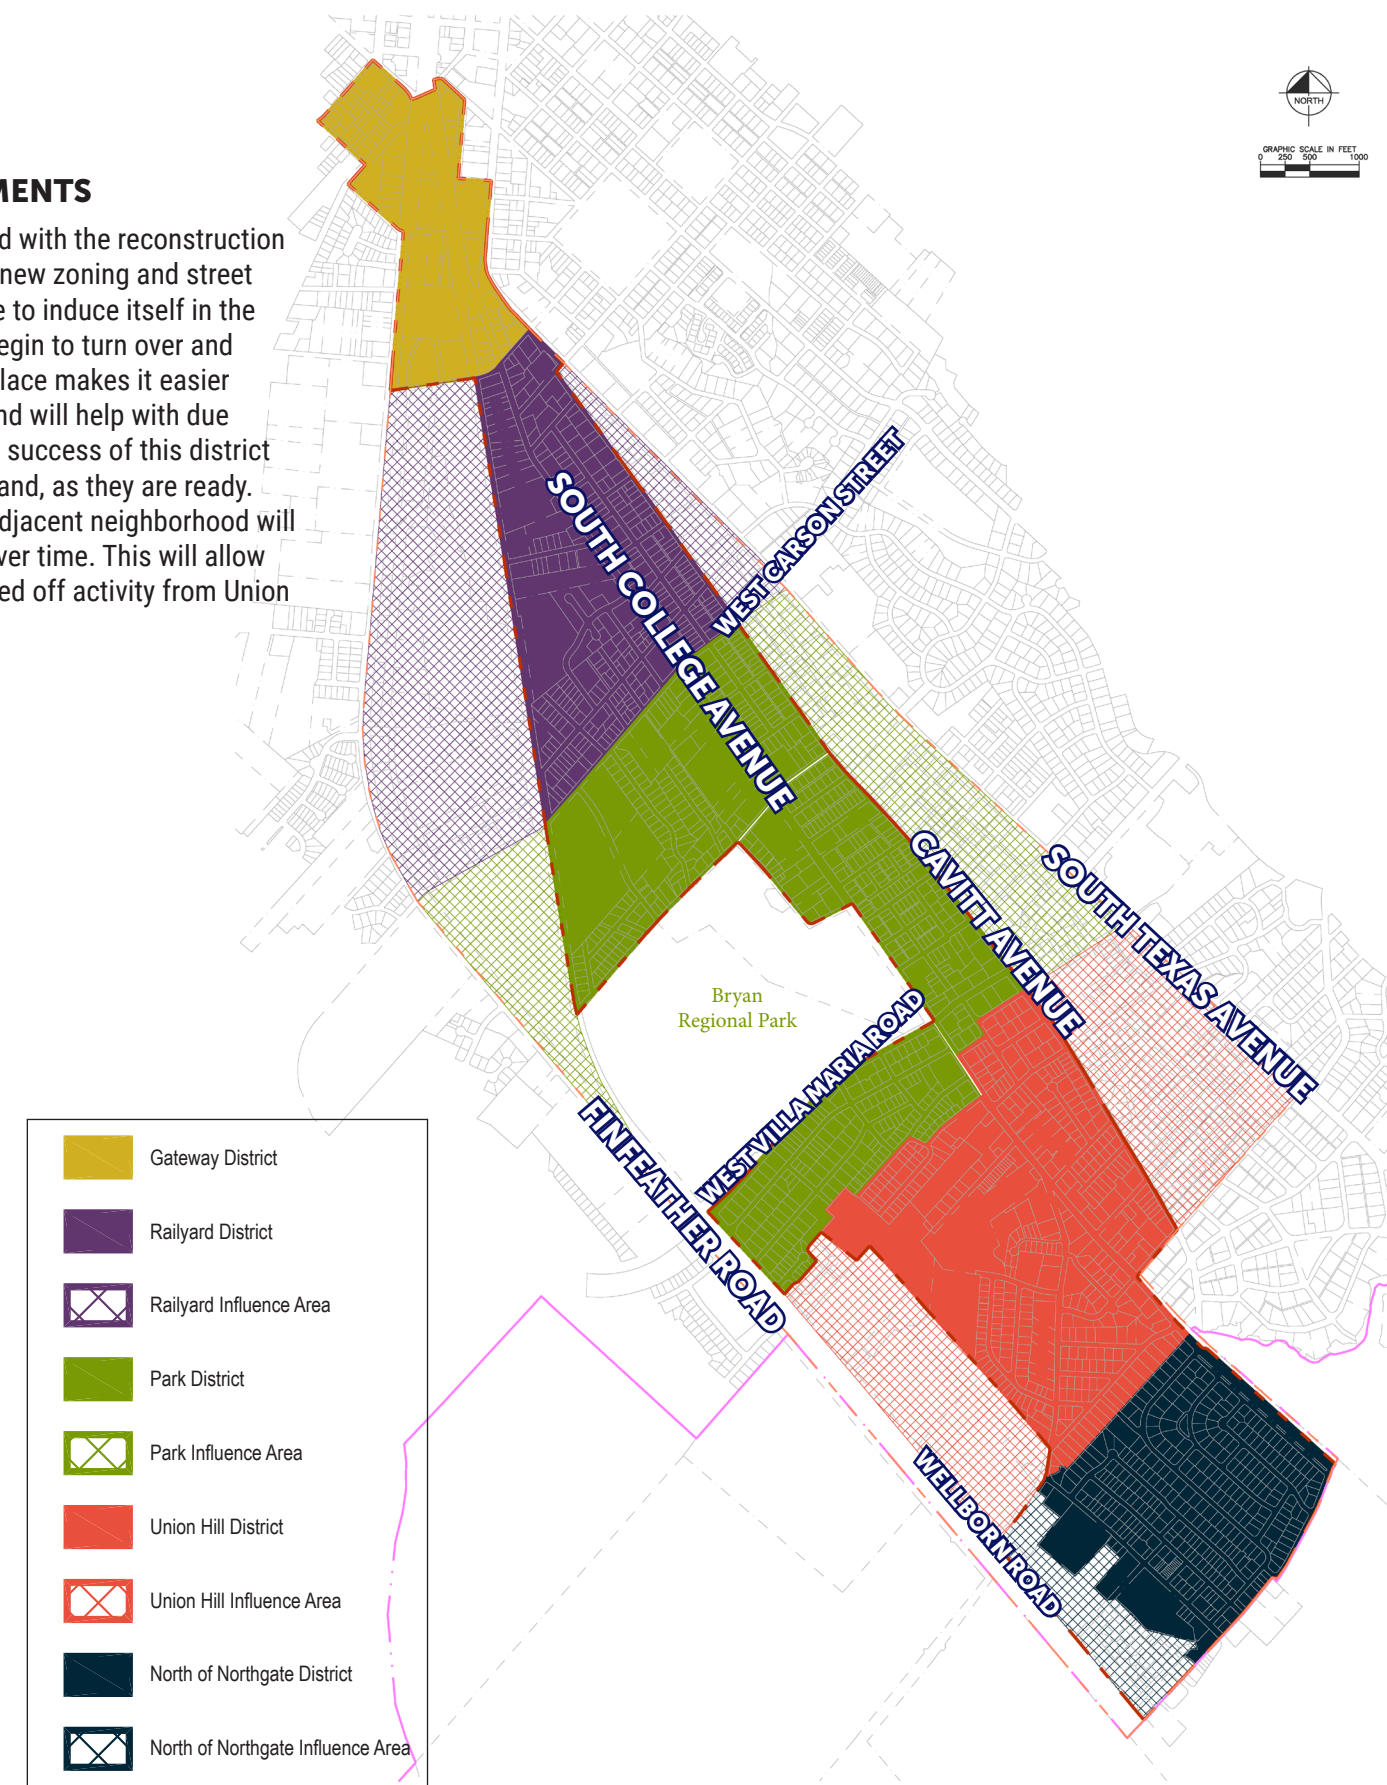 NORTH
GRAPHIC SCALE IN FEET
0 250 500 1000
MENTS
d with the reconstruction
new zoning and street
e to induce itself in the
egin to turn over and
lace makes it easier
nd will help with due
success of this district
and, as they are ready.
djacent neighborhood will
ver time. This will allow
ed off activity from Union
WEST CARSON STREET
SOUTH COLLEGE AVENUE
CAVITT AVENUE
SOUTH TEXAS AVENUE
Bryan
Regional Park
WEST VILLA MARIA ROAD
FINFEATHER ROAD
WELLBORN ROAD
Gateway District
Railyard District
Railyard Influence Area
Park District
Park Influence Area
Union Hill District
Union Hill Influence Area
North of Northgate District
North of Northgate Influence Area